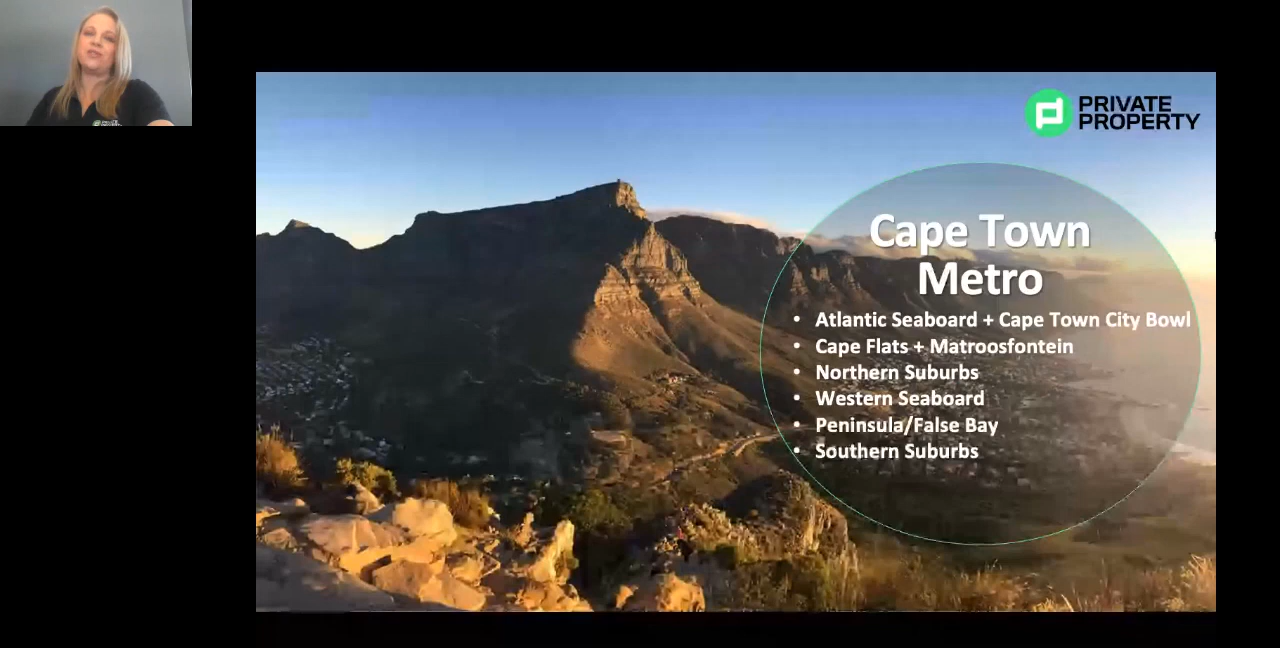 PRIVATE
PROPERTY
Cape Town
Metro
• Atlantic Seaboard + Cape Town City Bowl
• Cape Flats + Matroosfontein
• Northern Suburbs
• Western Seaboard
• Peninsula/False Bay
• Southern Suburbs